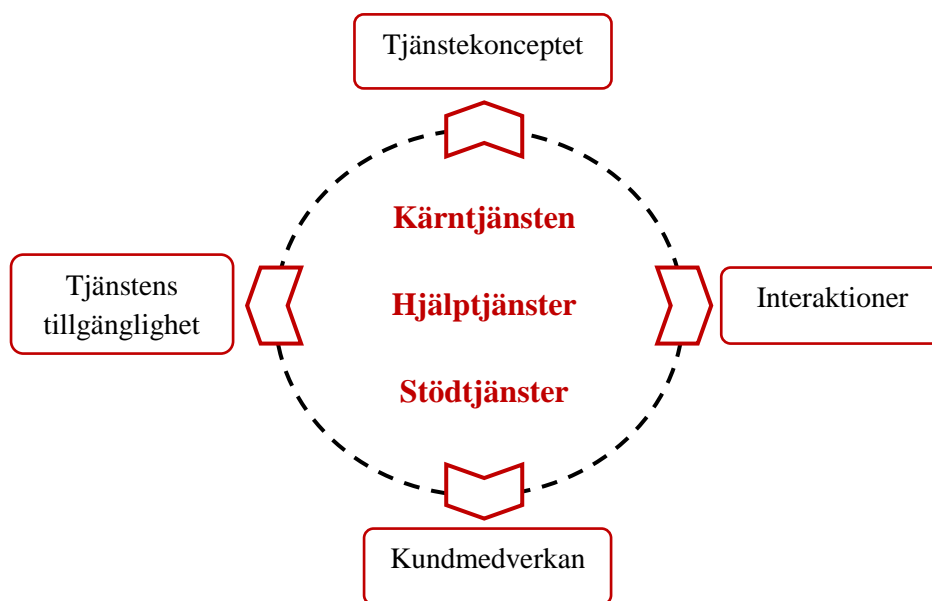 Tjänstekonceptet
Kärntjänsten
Tjänstens
tillgänglighet
Hjälptjänster
Interaktioner
Stödtjänster
Kundmedverkan